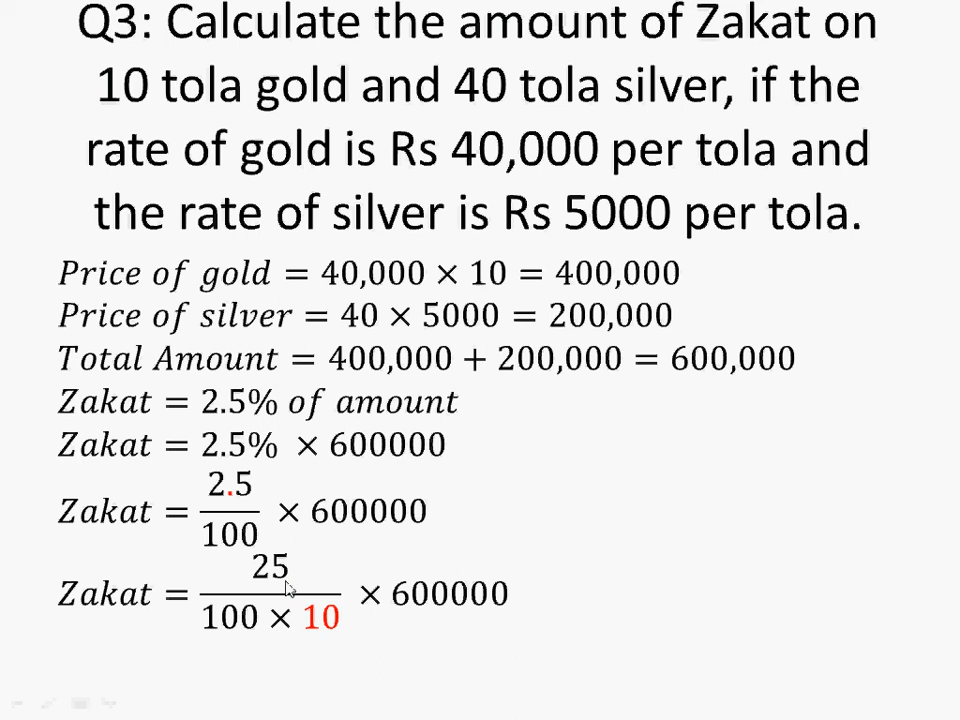 Q3: Calculate the amount of Zakat on
10 tola gold and 40 tola silver, if the
rate of gold is Rs 40,000 per tola and
the rate of silver is Rs 5000 per tola.
Price of gold = 40,000 × 10 = 400,000
Price of silver = 40 × 5000 = 200,000
Total Amount = 400,000 + 200,000 = 600,000
Zakat = 2.5% of amount
Zakat = 2.5% × 600000
Zakat = 2.5/100 × 600000
Zakat = 25/(100 × 10) × 600000